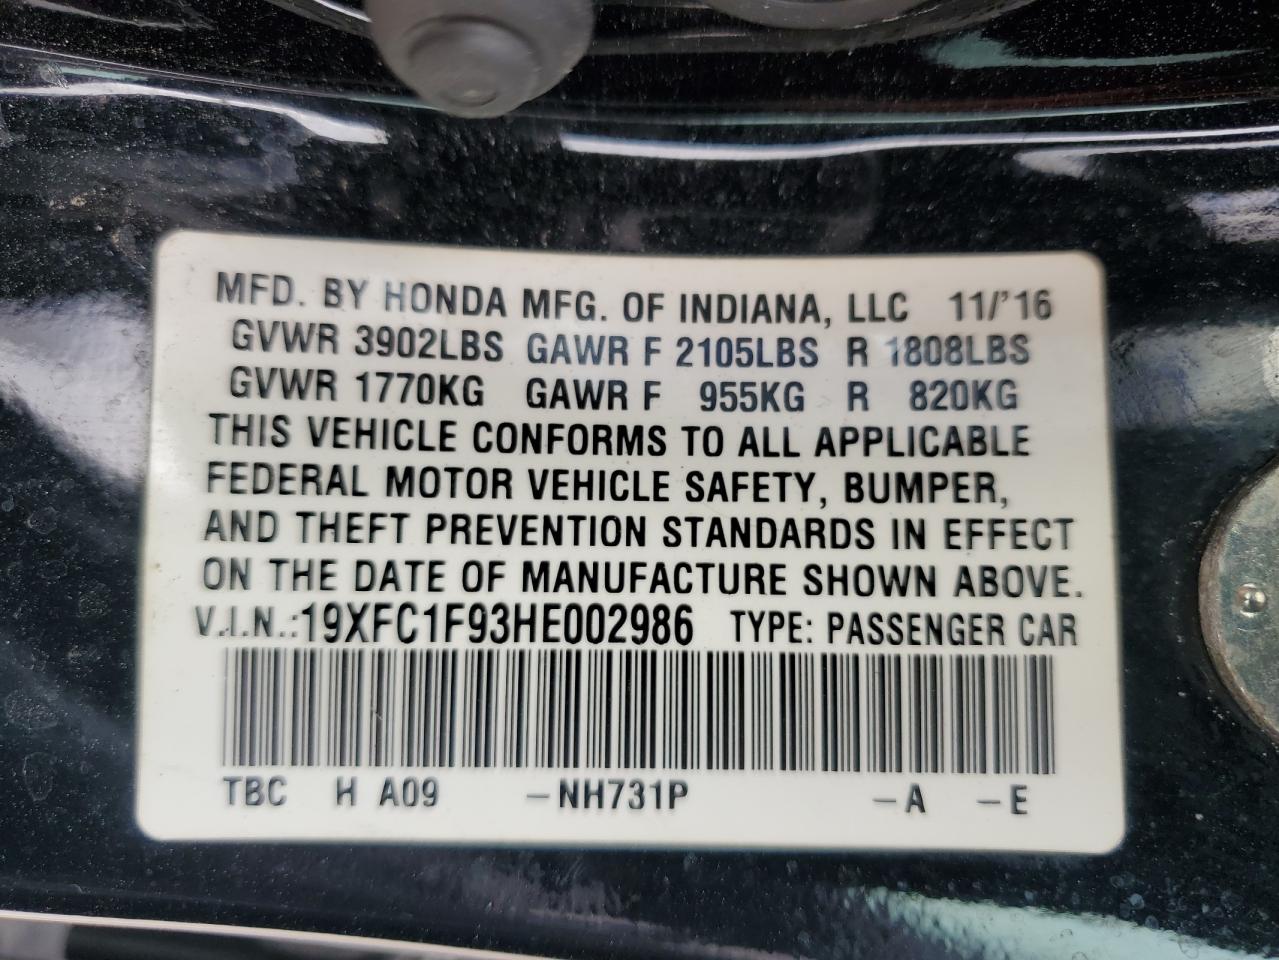 MFD. BY HONDA MFG. OF INDIANA, LLC 11/'16
GVWR 3902LBS GAWR F 2105LBS R 1808LBS
GVWR 1770KG GAWR F 955KG R 820KG
THIS VEHICLE CONFORMS TO ALL APPLICABLE
FEDERAL MOTOR VEHICLE SAFETY, BUMPER,
AND THEFT PREVENTION STANDARDS IN EFFECT
ON THE DATE OF MANUFACTURE SHOWN ABOVE.
V.I.N.:19XFC1F93HE002986 TYPE: PASSENGER CAR
TBC H A09 -NH731P -A -E